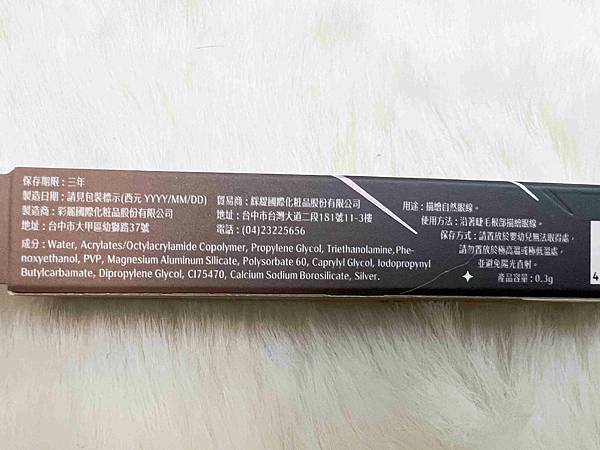 保存期限：三年
製造日期：請見包裝標示(西元 YYYY/MM/DD)
製造商：彩麗國際化粧品股份有限公司
地址：台中市大甲區幼獅路37號
貿易商：綵耀國際化粧品股份有限公司
地址：台中市台灣大道二段181號11-3樓
電話：(04)23225656
成分：Water, Acrylates/Octylacrylamide Copolymer, Propylene Glycol, Triethanolamine, Phe-
noxyethanol, PVP, Magnesium Aluminum Silicate, Polysorbate 60, Caprylyl Glycol, Iodopropynyl
Butylcarbamate, Dipropylene Glycol, CI75470, Calcium Sodium Borosilicate, Silver.
用途：描繪自然眼線。
使用方法：沿著睫毛根部描繪眼線。
保存方式：請置放於嬰幼兒無法取得處，
請勿置放於極高溫或極低溫處，
並避免陽光直射。
產品容量：0.3g
4